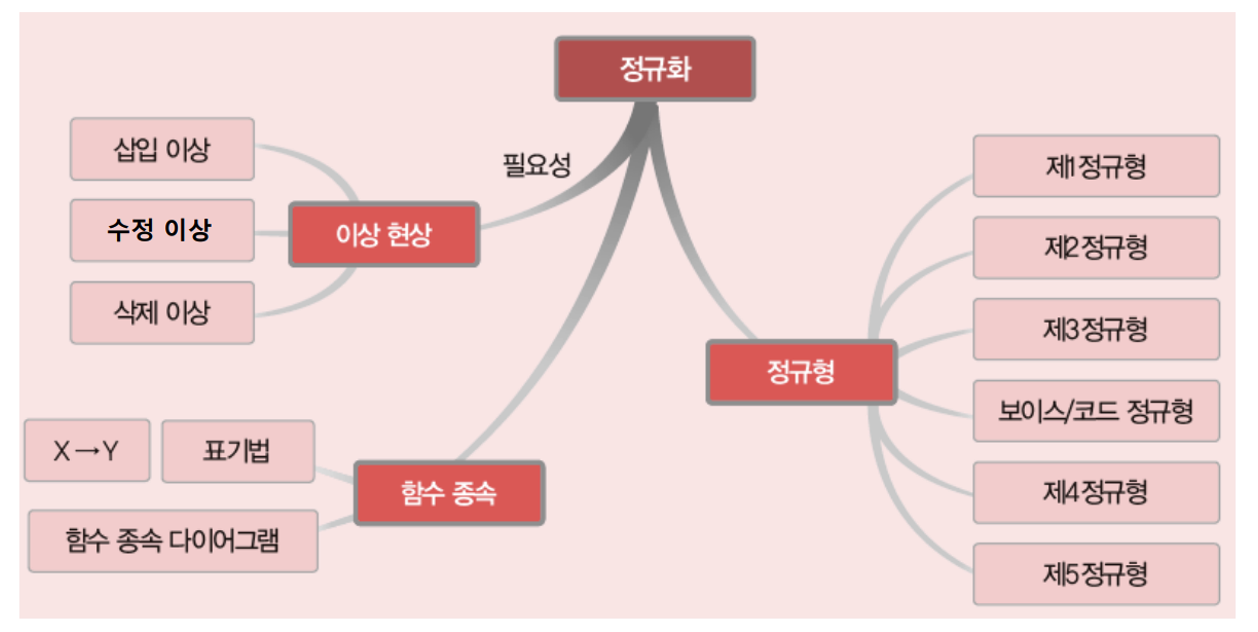 정규화
필요성
이상 현상
삽입 이상
수정 이상
삭제 이상
함수 종속
표기법
X→Y
함수 종속 다이어그램
정규형
제1정규형
제2정규형
제3정규형
보이스/코드 정규형
제4정규형
제5정규형